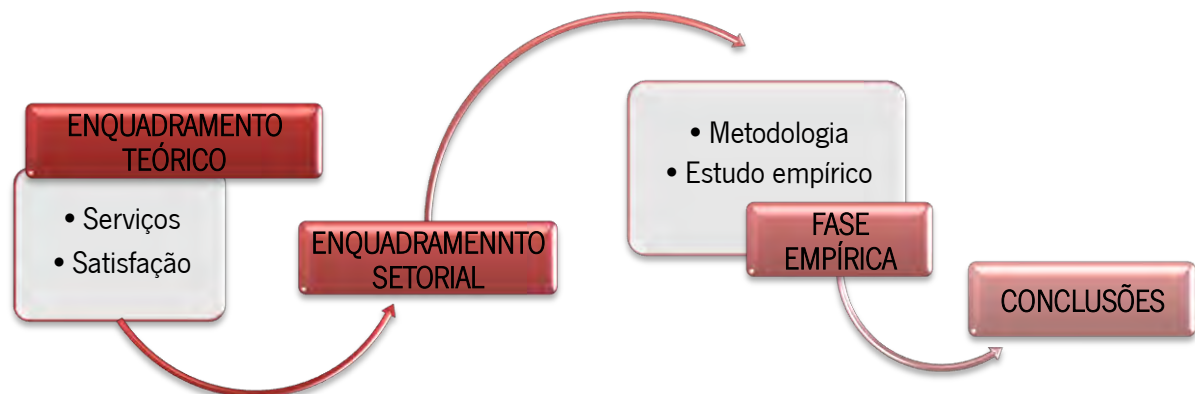 ENQUADRAMENTO
TEÓRICO
• Serviços
• Satisfação
ENQUADRAMENNTO
SETORIAL
• Metodologia
• Estudo empírico
FASE
EMPÍRICA
CONCLUSÕES